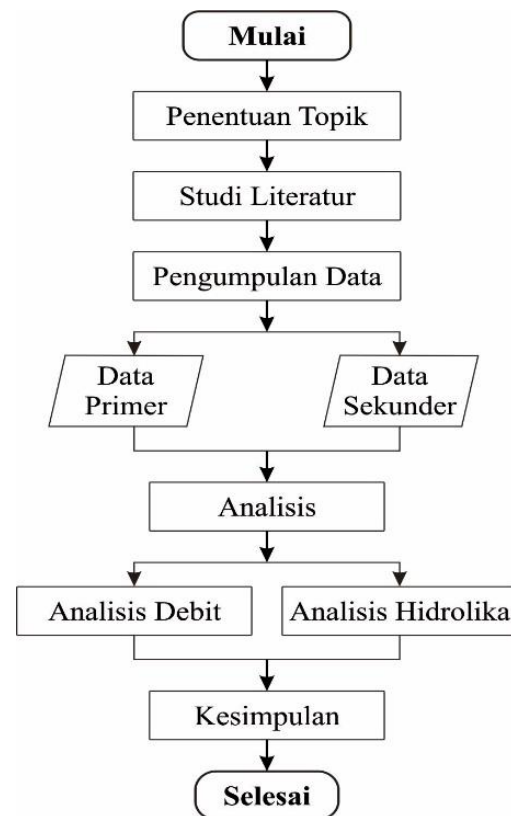 Mulai
Penentuan Topik
Studi Literatur
Pengumpulan Data
Data
Primer
Data
Sekunder
Analisis
Analisis Debit
Analisis Hidrolika
Kesimpulan
Selesai